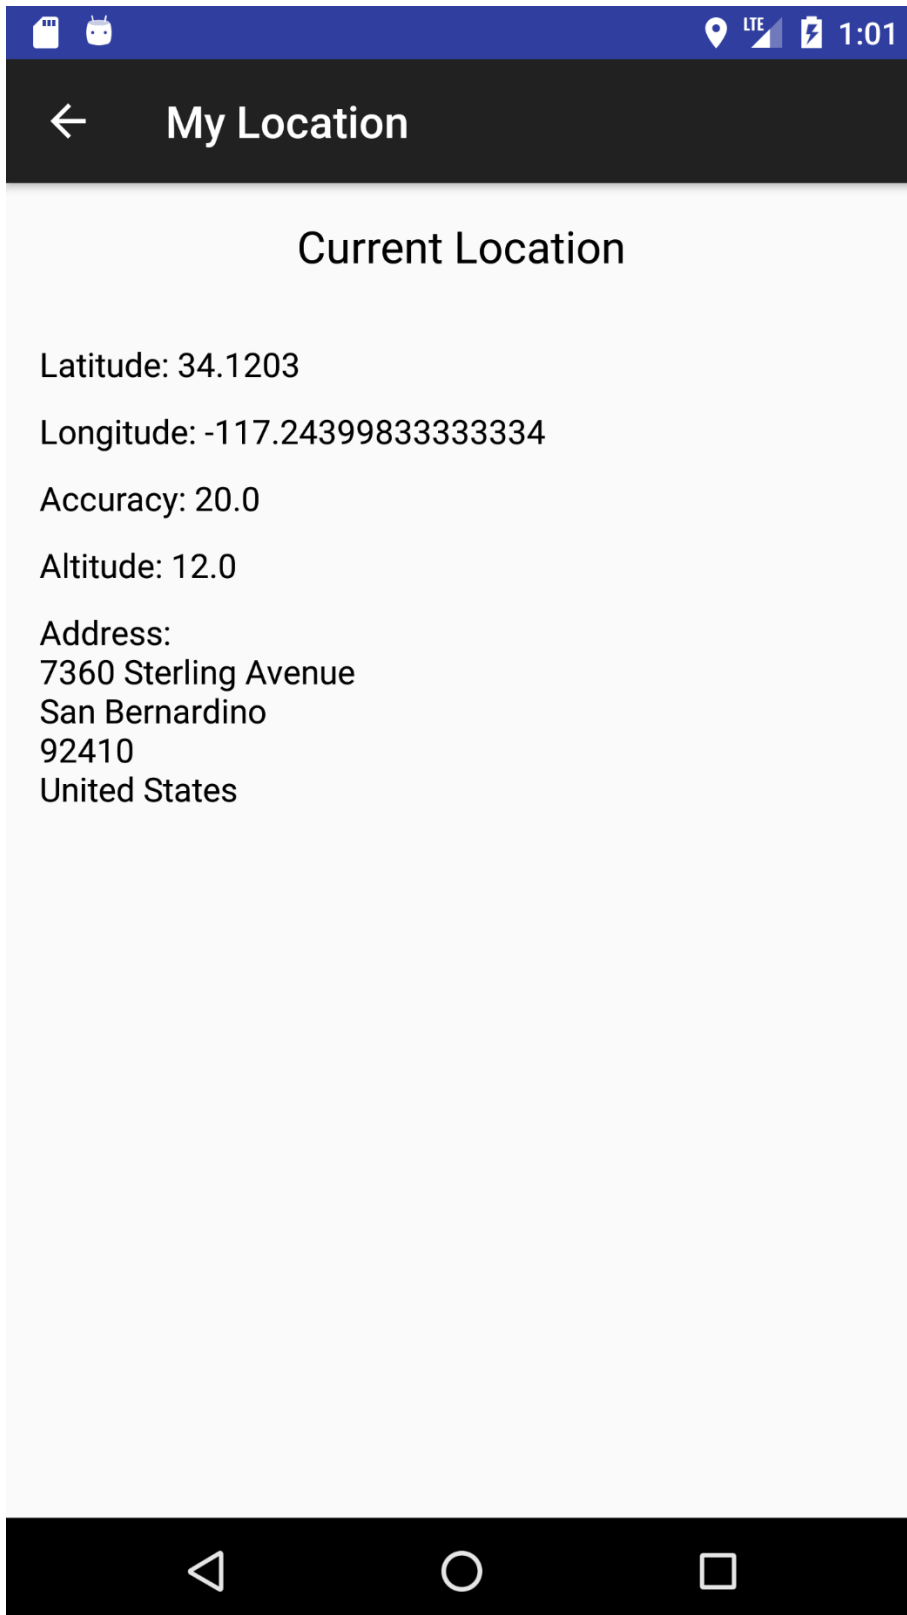 LTE 1:01
My Location
Current Location
Latitude: 34.1203
Longitude: -117.24399833333334
Accuracy: 20.0
Altitude: 12.0
Address:
7360 Sterling Avenue
San Bernardino
92410
United States